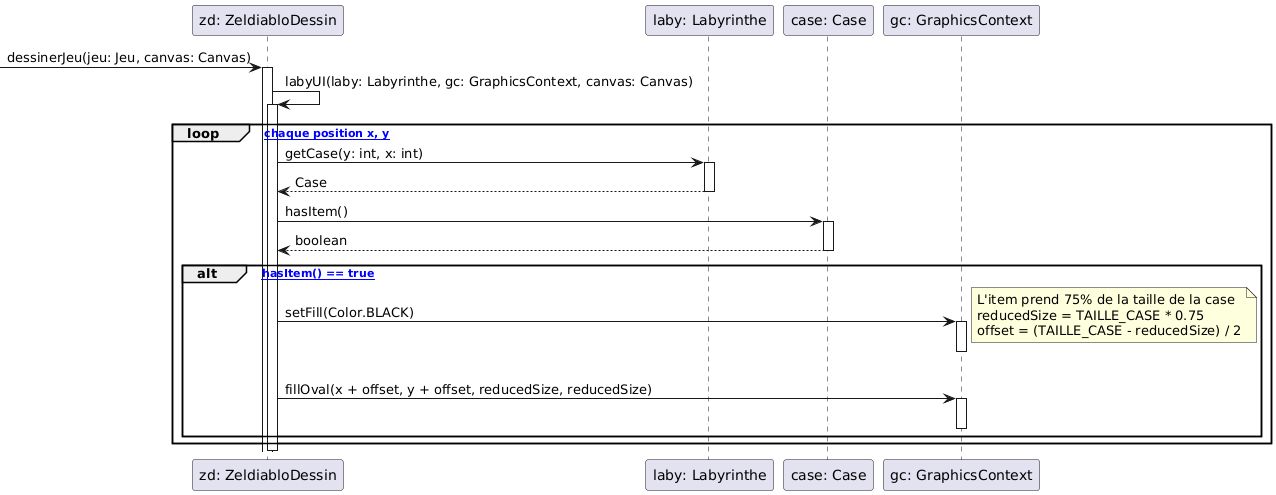 zd: ZeldiabloDessin
laby: Labyrinthe
case: Case
gc: GraphicsContext
dessinerJeu(jeu: Jeu, canvas: Canvas)
labyUI(laby: Labyrinthe, gc: GraphicsContext, canvas: Canvas)
loop
chaque position x, y
getCase(y: int, x: int)
Case
hasItem()
boolean
alt
hasItem() == true
L'item prend 75% de la taille de la case
reducedSize = TAILLE_CASE * 0.75
offset = (TAILLE_CASE - reducedSize) / 2
setFill(Color.BLACK)
fillOval(x + offset, y + offset, reducedSize, reducedSize)
zd: ZeldiabloDessin
laby: Labyrinthe
case: Case
gc: GraphicsContext